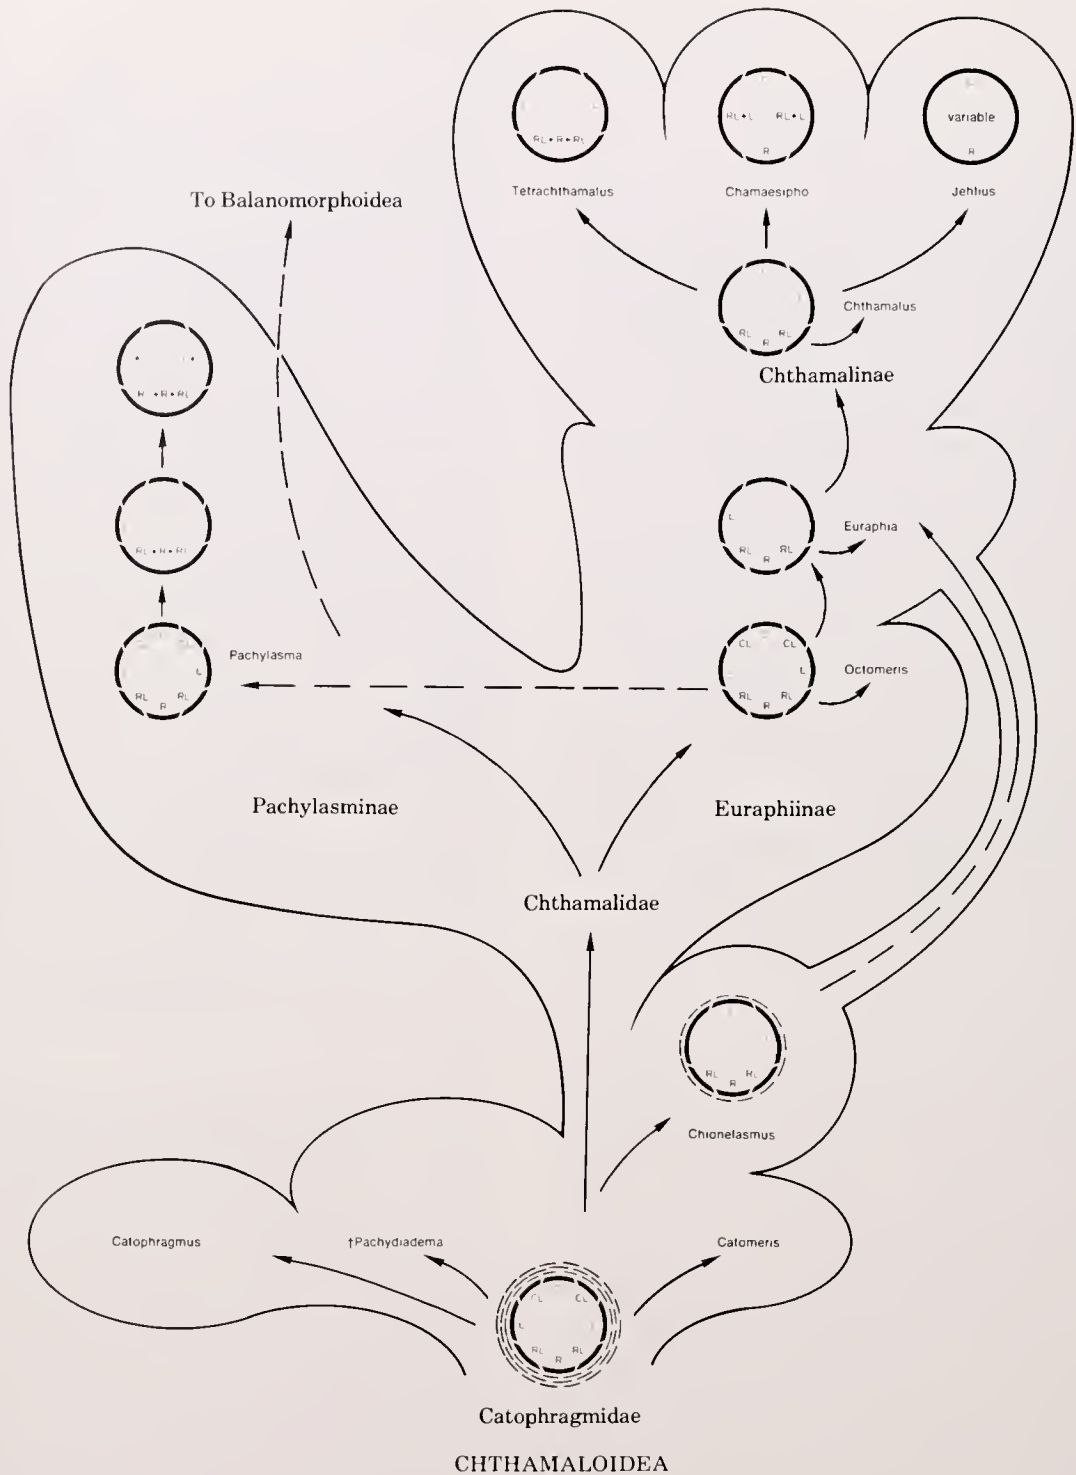 RL + R + RL
L
RL + L RL + L
R
variable
R
Tetrachthamalus
Chamaesipho
Jehlius
To Balanomorphoidea
RL RL
R
Chthamalus
Chthamalinae
R + R + RL
L
RL RL
R
Euraphia
RL + R + RL
CL CL
L
RL RL
R
Octomeris
Pachylasma
L
RL RL
R
Pachylasminae
Euraphiinae
Chthamalidae
RL RL
R
Chionelasmus
Catophragmus
†Pachydiadema
Catomeris
CL CL
L
RL RL
R
Catophragmidae
CHTHAMALOIDEA